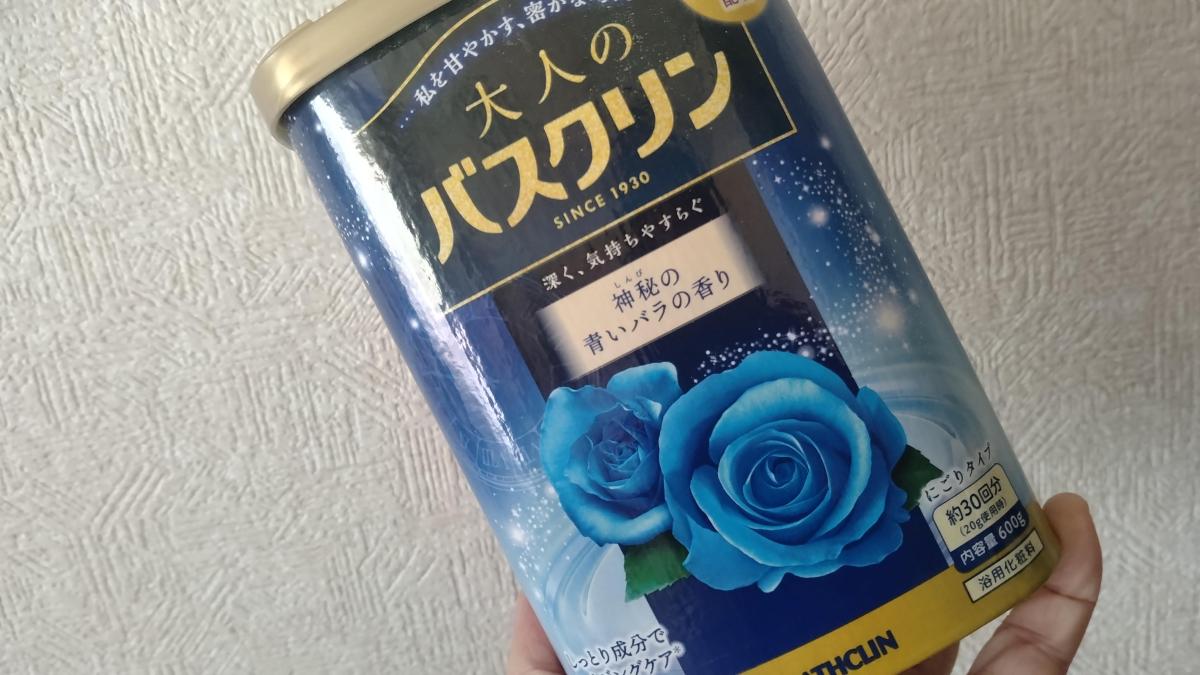 …私を甘やかす、密かな
大人の
バスクリン
SINCE 1930
深く、気持ちやすらぐ
しんぴ
神秘の
青いバラの香り
にごりタイプ
約30回分
(20g使用時)
内容量 600g
浴用化粧料
っとり成分で
ングケア*
THCLIN